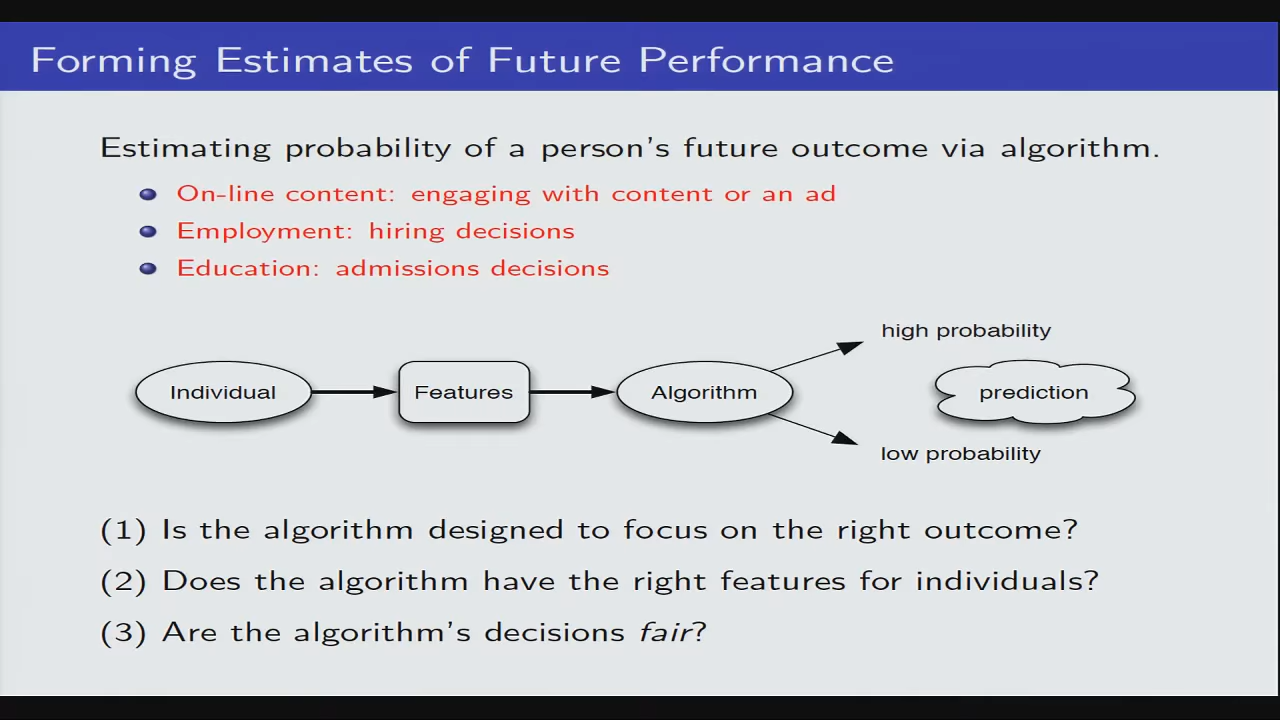 Forming Estimates of Future Performance
Estimating probability of a person's future outcome via algorithm.
On-line content: engaging with content or an ad
Employment: hiring decisions
Education: admissions decisions
high probability
Individual
Features
Algorithm
prediction
low probability
(1) Is the algorithm designed to focus on the right outcome?
(2) Does the algorithm have the right features for individuals?
(3) Are the algorithm's decisions fair?